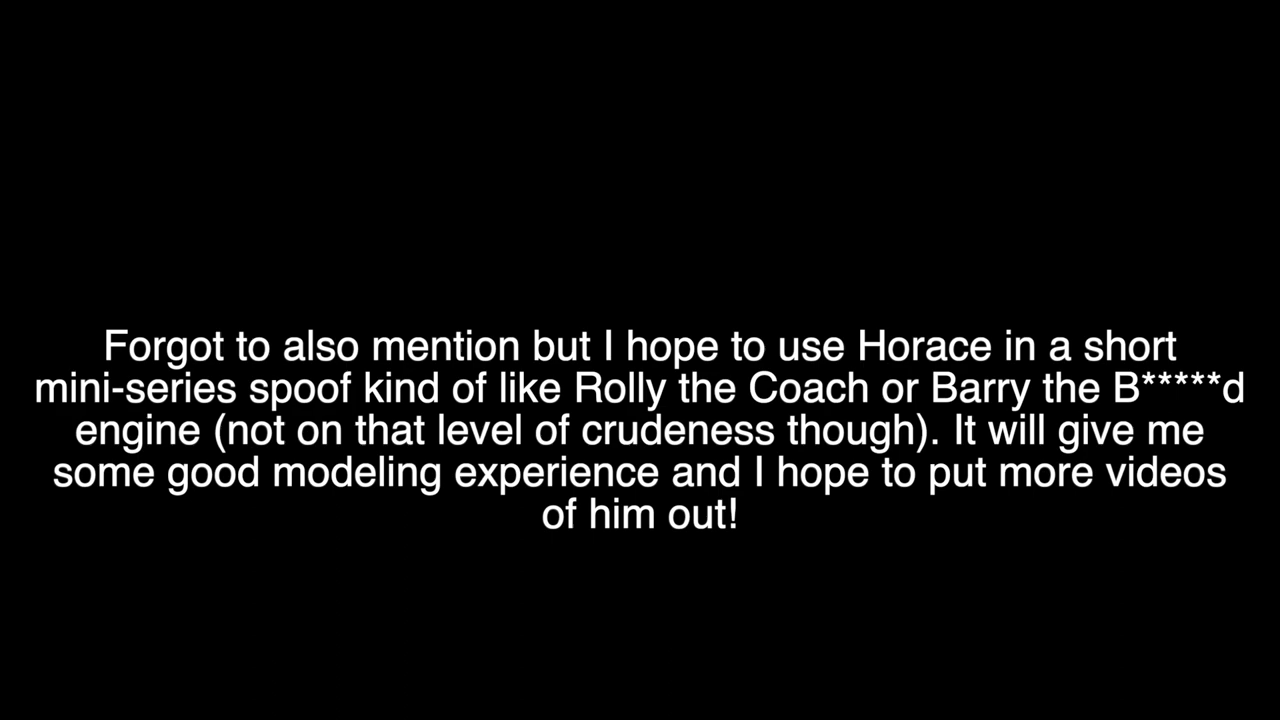 Forgot to also mention but I hope to use Horace in a short
mini-series spoof kind of like Rolly the Coach or Barry the B*****d
engine (not on that level of crudeness though). It will give me
some good modeling experience and I hope to put more videos
of him out!